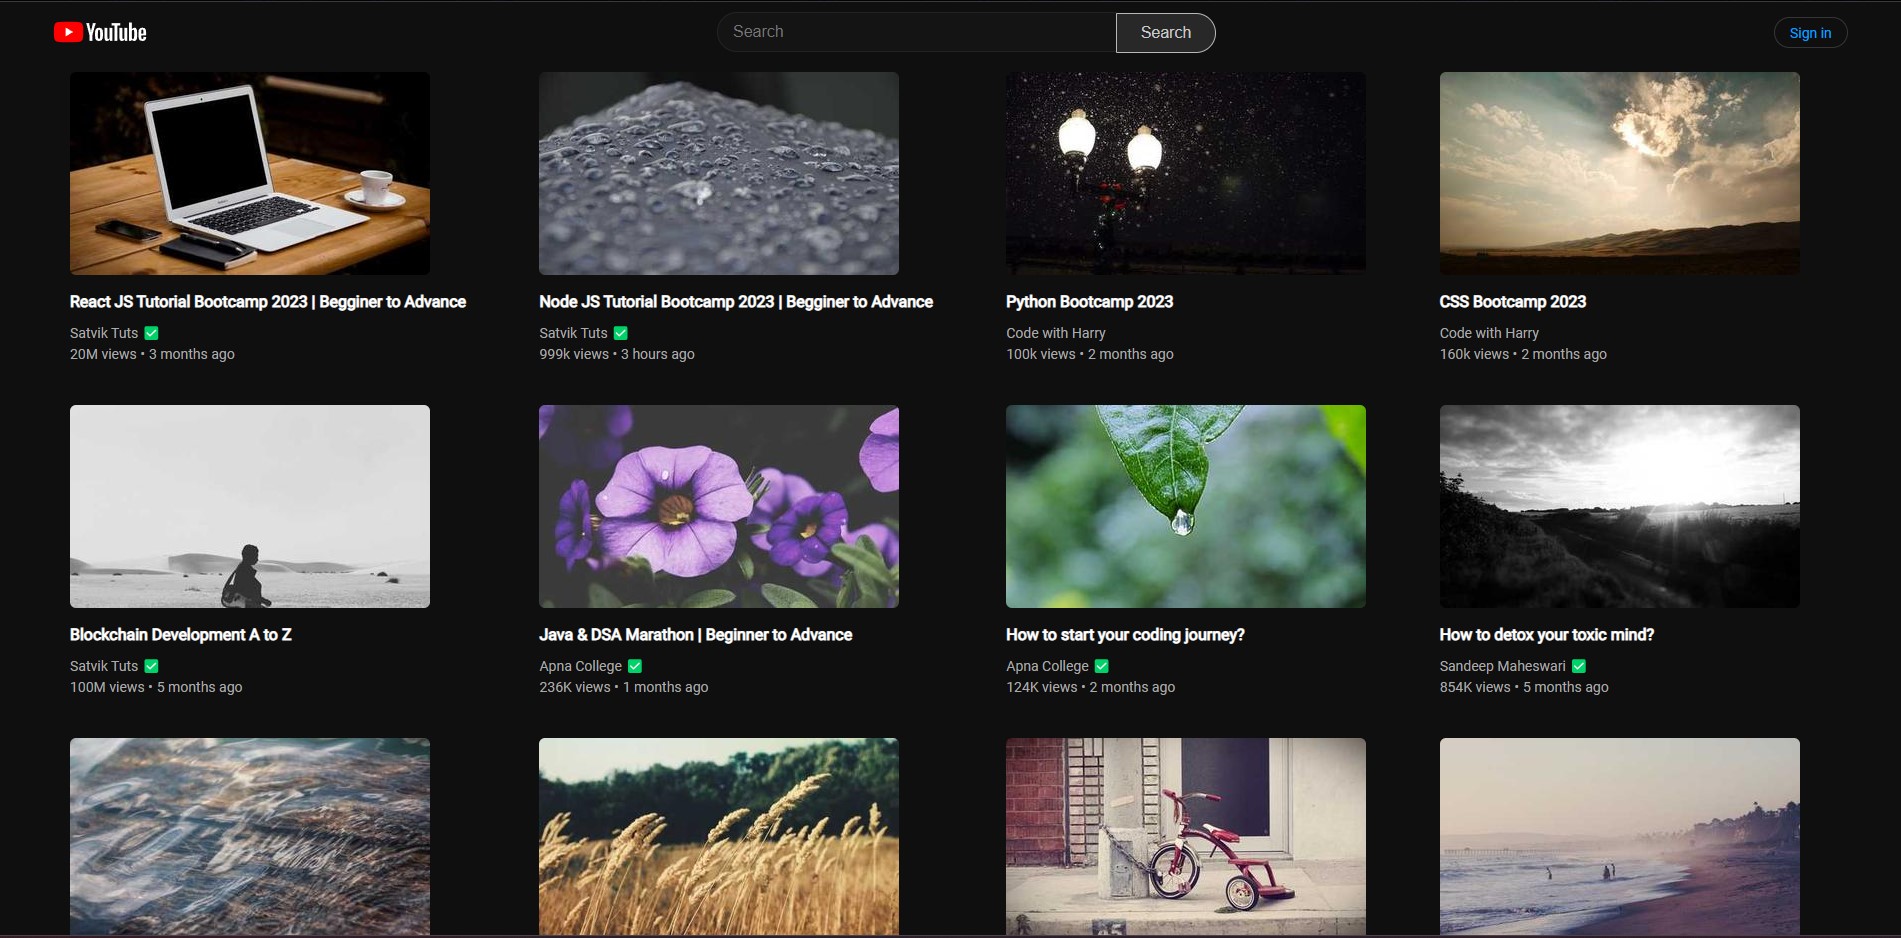 YouTube
Search
Search
Sign in
React JS Tutorial Bootcamp 2023 | Begginer to Advance
Satvik Tuts
20M views • 3 months ago
Node JS Tutorial Bootcamp 2023 | Begginer to Advance
Satvik Tuts
999k views • 3 hours ago
Python Bootcamp 2023
Code with Harry
100k views • 2 months ago
CSS Bootcamp 2023
Code with Harry
160k views • 2 months ago
Blockchain Development A to Z
Satvik Tuts
100M views • 5 months ago
Java & DSA Marathon | Beginner to Advance
Apna College
236K views • 1 months ago
How to start your coding journey?
Apna College
124K views • 2 months ago
How to detox your toxic mind?
Sandeep Maheswari
854K views • 5 months ago